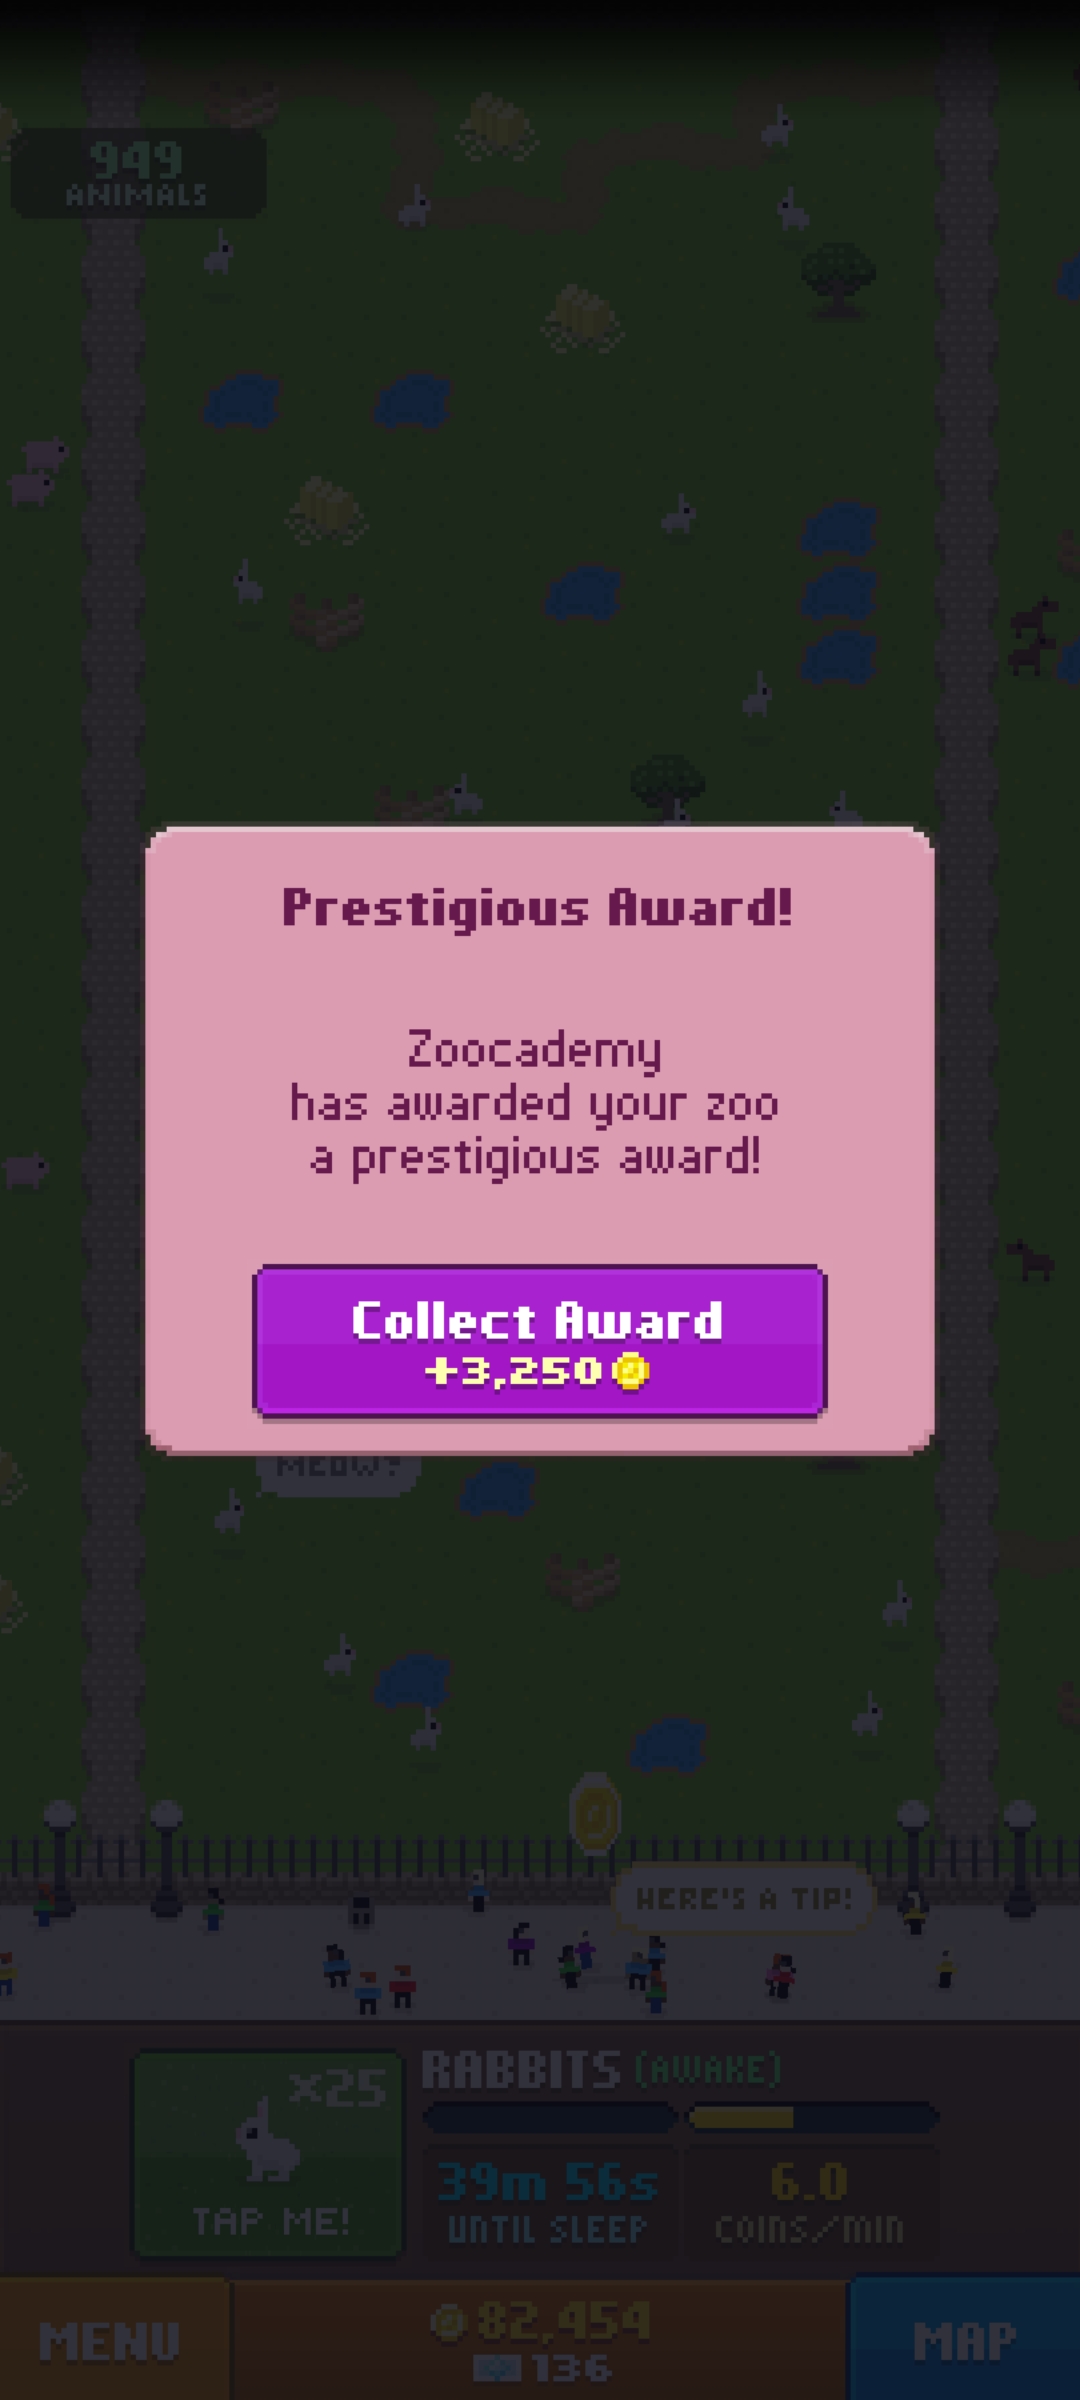 949
ANIMALS
Prestigious Award!
Zoocademy
has awarded your zoo
a prestigious award!
Collect Award
+3,250
MEOW?
HERE'S A TIP!
x25
TAP ME!
RABBITS (AWAKE)
39m 56s
UNTIL SLEEP
6.0
COINS/MIN
MENU
82,454
136
MAP